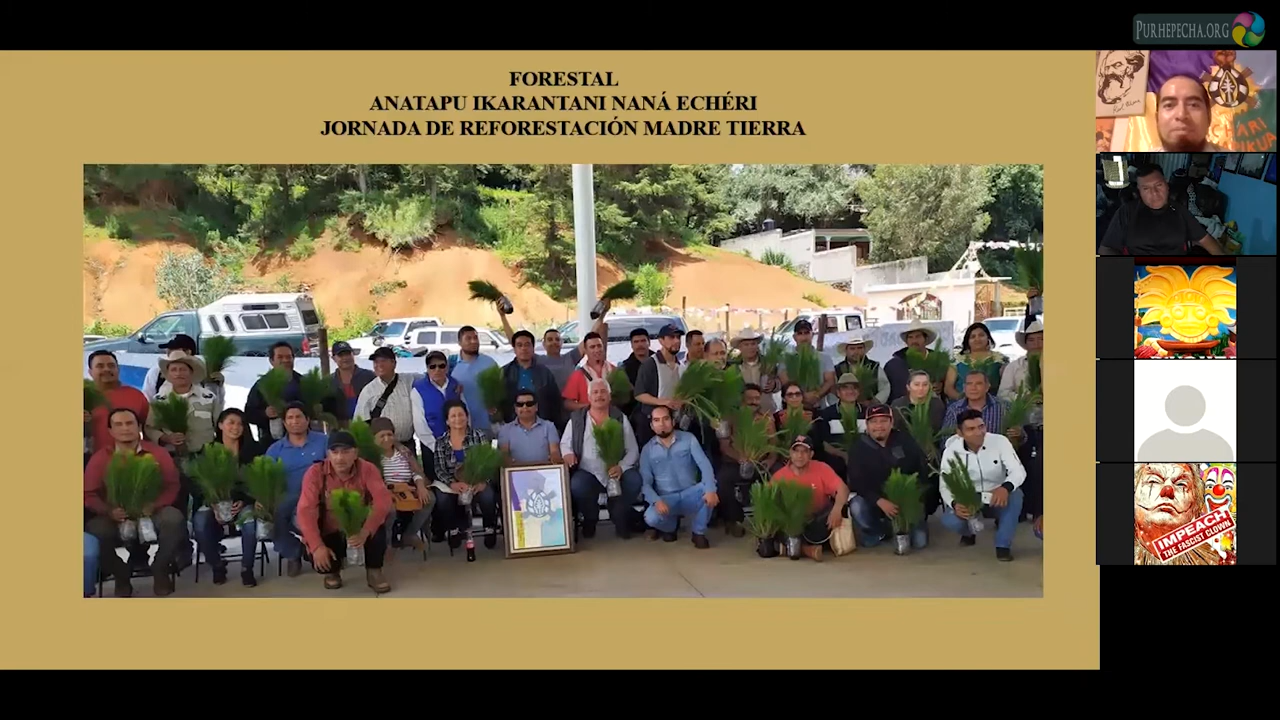 PURHEPECHA.ORG
FORESTAL
ANATAPU IKARANTANI NANÁ ECHÉRI
JORNADA DE REFORESTACIÓN MADRE TIERRA
IMPEACH
THE FASCIST CLOWN